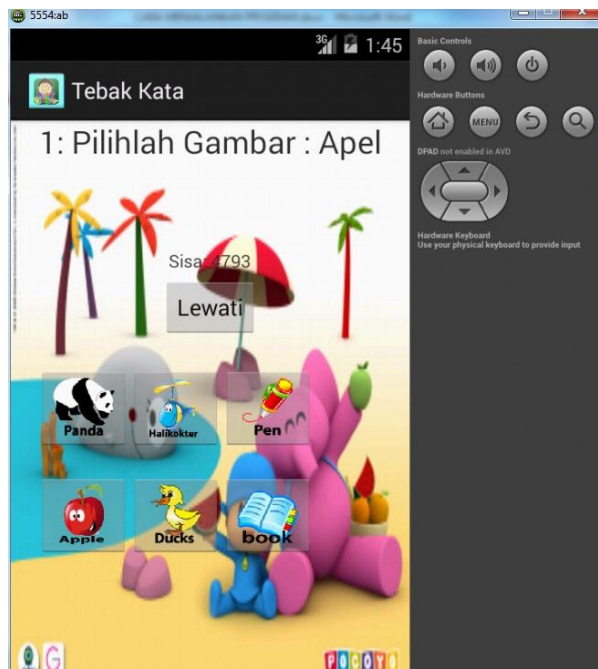 5554:ab
3G 1:45
Tebak Kata
1: Pilihlah Gambar : Apel
Sisa: 4793
Lewati
Panda Halikokter Pen
Apple Ducks book
G POCOYO
Basic Controls
Hardware Buttons
MENU
DPAD not enabled in AVD
Hardware Keyboard
Use your physical keyboard to provide input